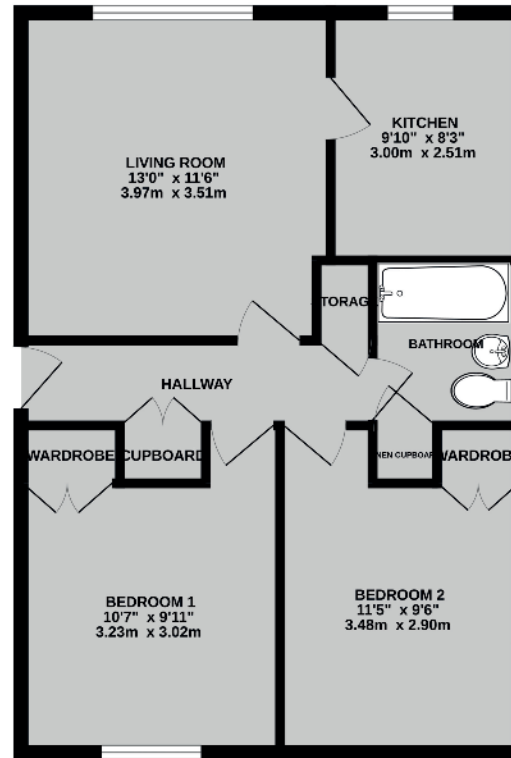 KITCHEN
9'10" x 8'3"
3.00m x 2.51m
LIVING ROOM
13'0" x 11'6"
3.97m x 3.51m
STORAG
BATHROOM
HALLWAY
WARDROBE
CUPBOARD
NEN CUPBOARD
WARDROB
BEDROOM 1
10'7" x 9'11"
3.23m x 3.02m
BEDROOM 2
11'5" x 9'6"
3.48m x 2.90m